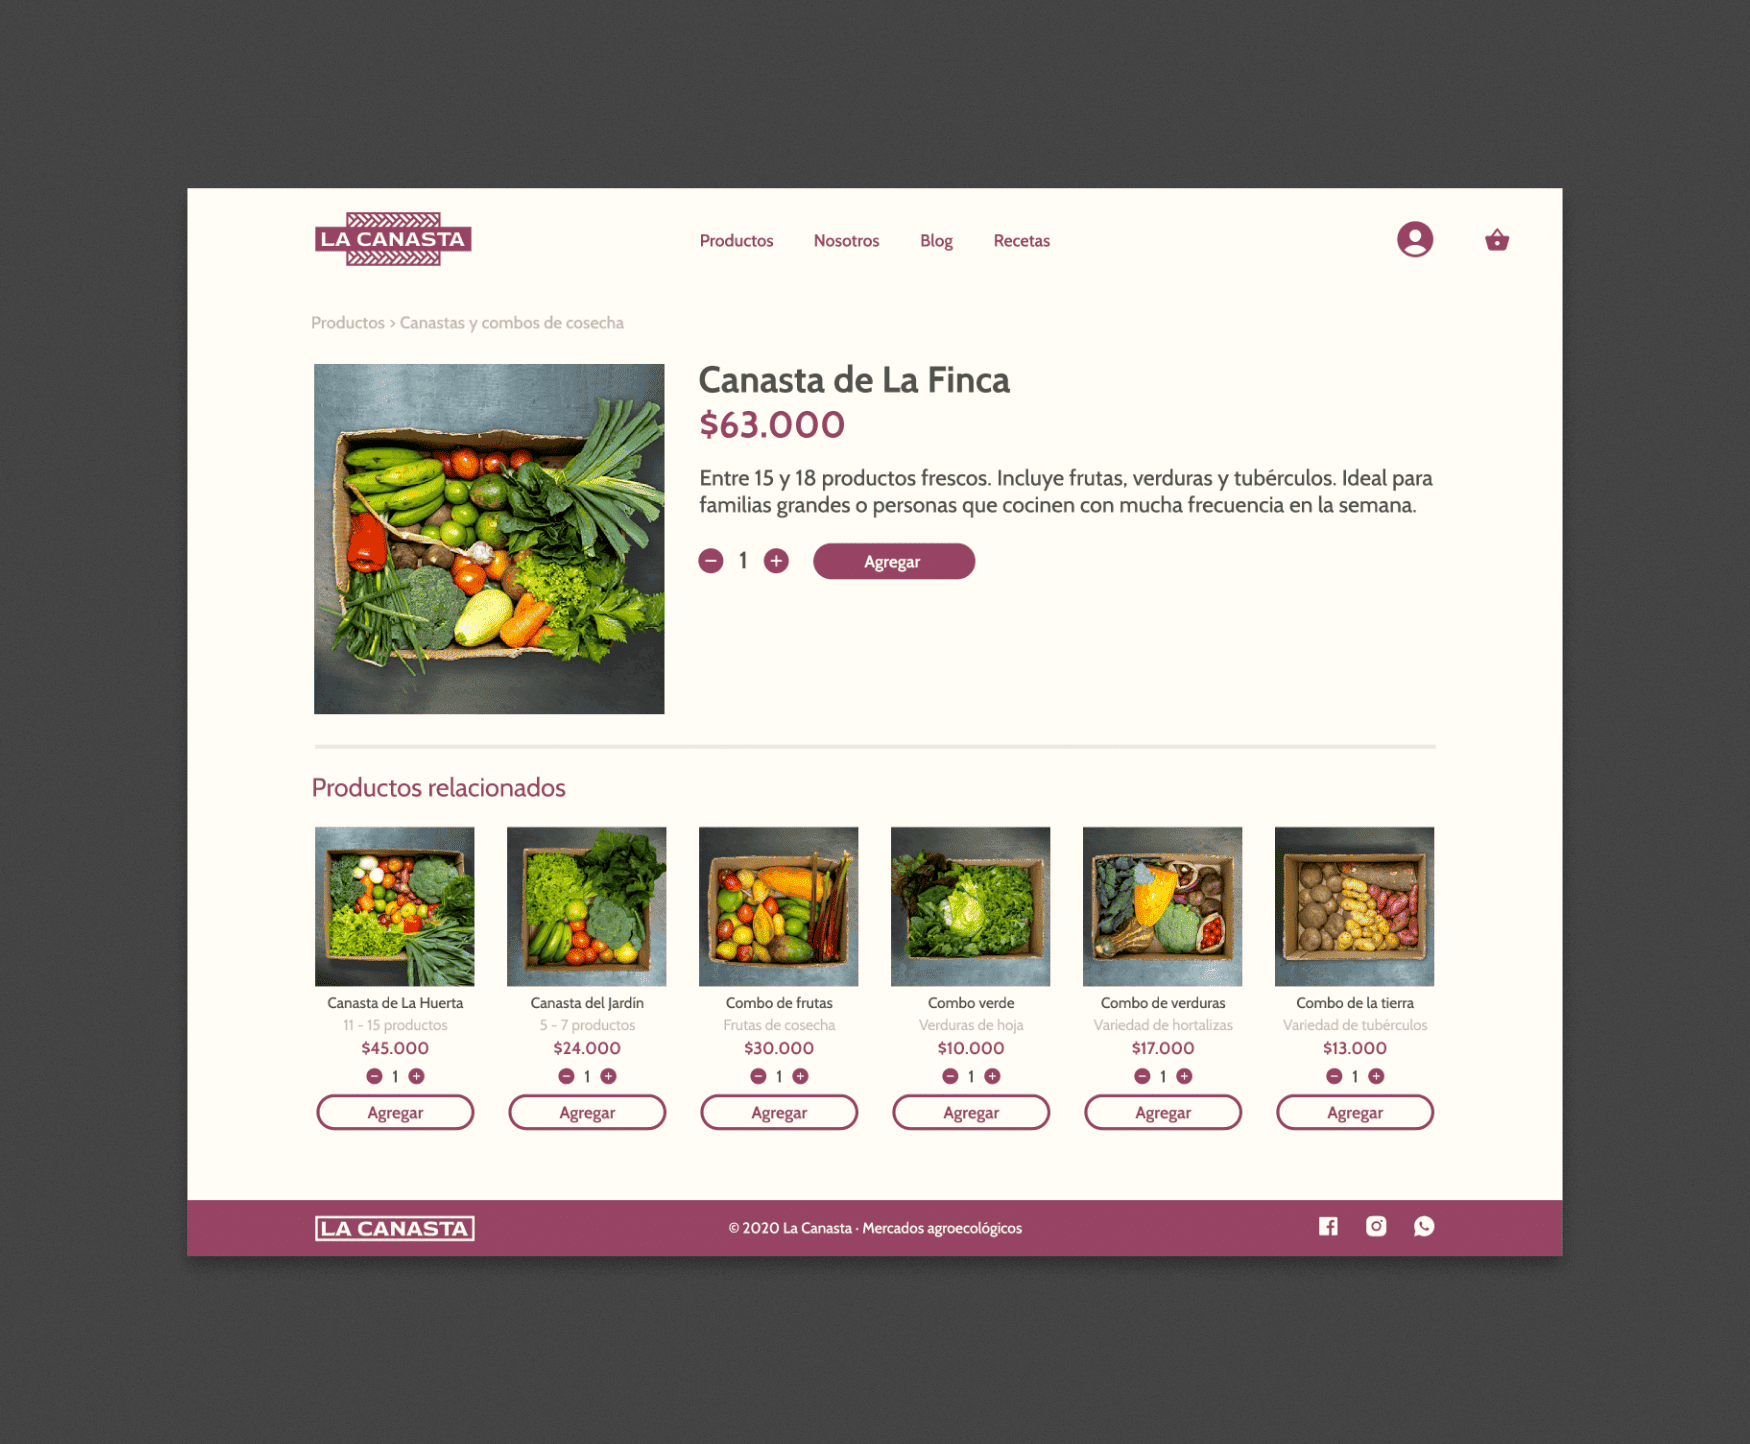 LA CANASTA
Productos Nosotros Blog Recetas
Productos > Canastas y combos de cosecha
Canasta de La Finca
$63.000
Entre 15 y 18 productos frescos. Incluye frutas, verduras y tubérculos. Ideal para
familias grandes o personas que cocinen con mucha frecuencia en la semana.
1 Agregar
Productos relacionados
Canasta de La Huerta
11 - 15 productos
$45.000
1
Agregar
Canasta del Jardín
5 - 7 productos
$24.000
1
Agregar
Combo de frutas
Frutas de cosecha
$30.000
1
Agregar
Combo verde
Verduras de hoja
$10.000
1
Agregar
Combo de verduras
Variedad de hortalizas
$17.000
1
Agregar
Combo de la tierra
Variedad de tubérculos
$13.000
1
Agregar
LA CANASTA
© 2020 La Canasta · Mercados agroecológicos